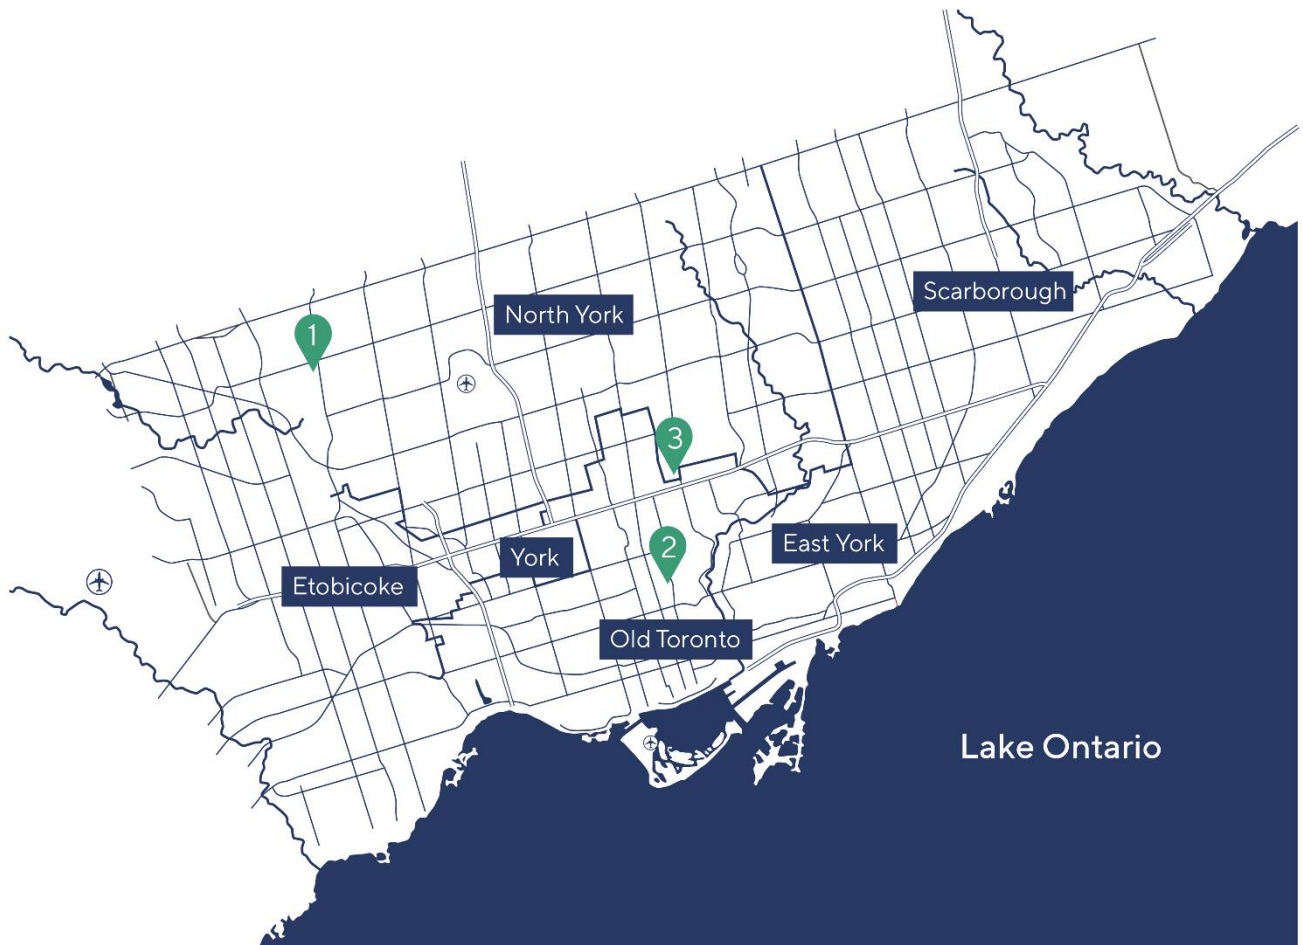 Scarborough
North York
1
3
2
East York
York
Etobicoke
Old Toronto
Lake Ontario